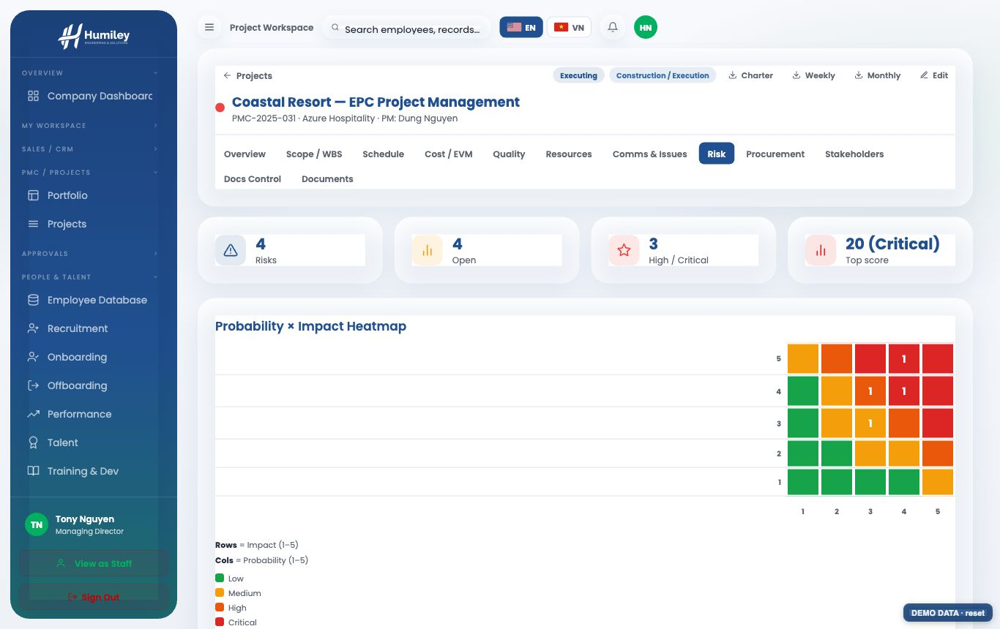 Humiley
ENGINEERING & SOLUTIONS
OVERVIEW
Company Dashboard
MY WORKSPACE
SALES / CRM
PMC / PROJECTS
Portfolio
Projects
APPROVALS
PEOPLE & TALENT
Employee Database
Recruitment
Onboarding
Offboarding
Performance
Talent
Training & Dev
TN
Tony Nguyen
Managing Director
View as Staff
Sign Out
Project Workspace
Search employees, records...
EN
VN
HN
Projects
Executing
Construction / Execution
Charter
Weekly
Monthly
Edit
Coastal Resort — EPC Project Management
PMC-2025-031 · Azure Hospitality · PM: Dung Nguyen
Overview
Scope / WBS
Schedule
Cost / EVM
Quality
Resources
Comms & Issues
Risk
Procurement
Stakeholders
Docs Control
Documents
4
Risks
4
Open
3
High / Critical
20 (Critical)
Top score
Probability × Impact Heatmap
5 1
4 1 1
3 1
2
1
1 2 3 4 5
Rows = Impact (1–5)
Cols = Probability (1–5)
Low
Medium
High
Critical
DEMO DATA · reset